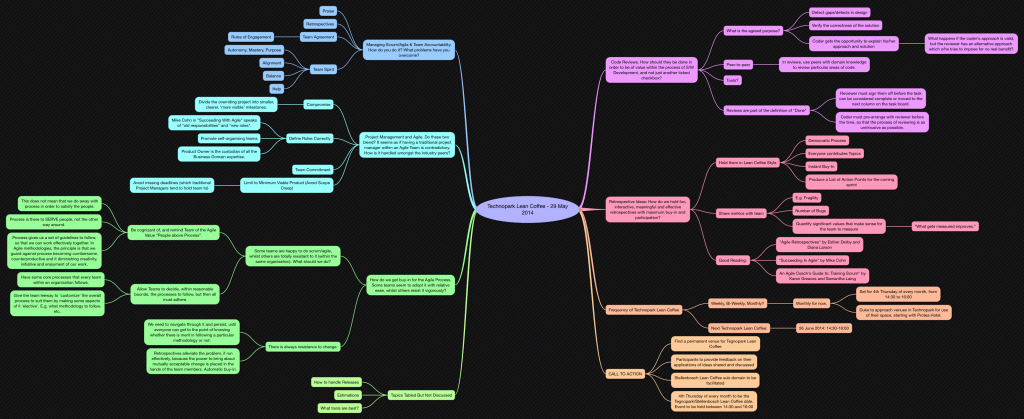 Technopark Lean Coffee - 29 May
2014
Managing Scrum/Agile & Team Accountability.
How do you do it? What problems have you
overcome?
Praise
Retrospectives
Team Agreement
Rules of Engagement
Team Spirit
Autonomy, Mastery, Purpose
Alignment
Balance
Help
Project Management and Agile. Do these two
blend? It seems as if having a traditional project
manager within an Agile Team is contradictory.
How is it handled amongst the industry peers?
Compromise
Divide the overriding project into smaller,
clearer, 'more visible' milestones.
Define Roles Correctly
Mike Cohn in "Succeeding With Agile" speaks
of "old responsibilities" and "new roles".
Promote self-organising teams
Product Owner is the custodian of all the
Business Domain expertise.
Team Commitment
Limit to Minimum Viable Product (Avoid Scope
Creep)
Avoid missing deadlines (which traditional
Project Managers tend to hold team to)
How do we get buy-in for the Agile Process.
Some teams seem to adopt it with relative
ease, whilst others resist it vigorously?
Some teams are happy to do scrum/agile,
whilst others are totally resistant to it (within the
same organisation). What should we do?
Be cognizant of, and remind Team of the Agile
Value "People above Process".
This does not mean that we do away with
process in order to satisfy the people.
Process is there to SERVE people, not the other
way around.
Process gives us a set of guidelines to follow,
so that we can work effectively together. In
Agile methodologies, the principle is that we
guard against process becoming cumbersome,
counterproductive and it diminishing creativity,
initiative and enjoyment of our work.
Allow Teams to decide, within reasonable
bounds, the processes to follow, but then all
must adhere
Have some core processes that every team
within an organisation follows.
Give the team leeway to 'customize' the overall
process to suit them by making some aspects
of it 'elective'. E.g. what methodology to follow,
etc.
There is always resistance to change.
We need to navigate through it and persist, until
everyone can get to the point of knowing
whether there is merit in following a particular
methodology or not.
Retrospectives alleviate the problem, if run
effectively, because the power to bring about
mutually acceptable change is placed in the
hands of the team members. Automatic buy-in.
Topics Tabled But Not Discussed
How to handle Releases
Estimations
What tools are best?
Code Reviews. How should they be done in
order to be of value within the process of S/W
Development, and not just another ticked
checkbox?
What is the agreed purpose?
Detect gaps/defects in design
Verify the correctness of the solution
Coder gets the opportunity to explain his/her
approach and solution
What happens if the coder's approach is valid,
but the reviewer has an alternative approach
which s/he tries to impose for no real benefit?
Peer-to-peer
In reviews, use peers with domain knowledge
to review particular areas of code.
Tools?
Reviews are part of the definition of "Done"
Reviewers must sign them off before the task
can be considered complete or moved to the
next column on the task board.
Coder must pre-arrange with reviewer before
the time, so that the process of reviewing is as
unintrusive as possible.
Retrospective Ideas: How do we hold fun,
interactive, meaningful and effective
retrospectives with maximum buy-in and
participation?
Hold them in Lean Coffee Style
Democratic Process
Everyone contributes Topics
Instant Buy-In
Produce a List of Action Points for the coming
sprint
Share metrics with team
E.g. Fragility
Number of Bugs
Quantify significant values that make sense for
the team to measure
"What gets measured improves."
Good Reading
"Agile Retrospectives" by Esther Derby and
Diana Larson
"Succeeding In Agile" by Mike Cohn
An Agile Coach's Guide to: Training Scrum" by
Karen Greaves and Samantha Laing
Frequency of Technopark Lean Coffee
Weekly, Bi-Weekly, Monthly?
Monthly for now.
Set for 4th Thursday of every month, from
14:30 to 16:00
Duke to approach venues in Technopark for use
of their space, starting with Protea Hotel.
Next Technopark Lean Coffee
26 June 2014: 14:30-16:00
CALL TO ACTION
Find a permanent venue for Tegnopark Lean
Coffee
Participants to provide feedback on their
applications of ideas shared and discussed
Stellenbosch Lean Coffee sub-domain to be
facilitated
4th Thursday of every month to be the
Tegnopark/Stellenbosch Lean Coffee date.
Event to be held between 14:30 and 16:00